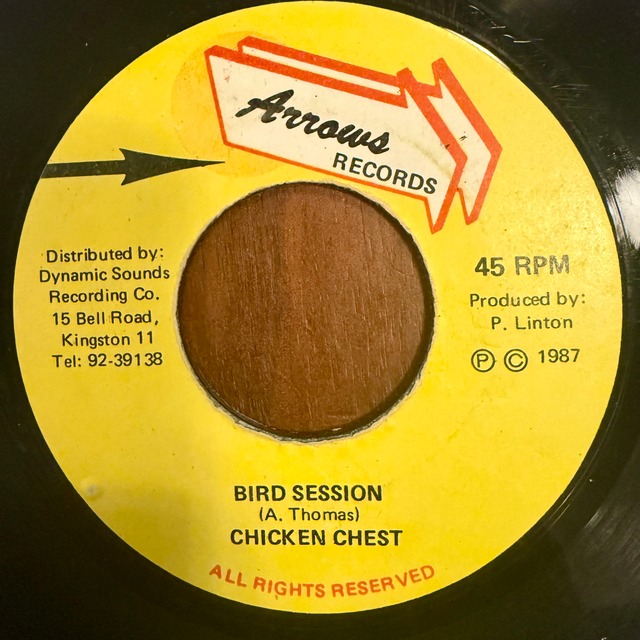 Arrows
RECORDS
Distributed by:
Dynamic Sounds
Recording Co.
15 Bell Road,
Kingston 11
Tel: 92-39138
45 RPM
Produced by:
P. Linton
Ⓟ © 1987
BIRD SESSION
(A. Thomas)
CHICKEN CHEST
ALL RIGHTS RESERVED